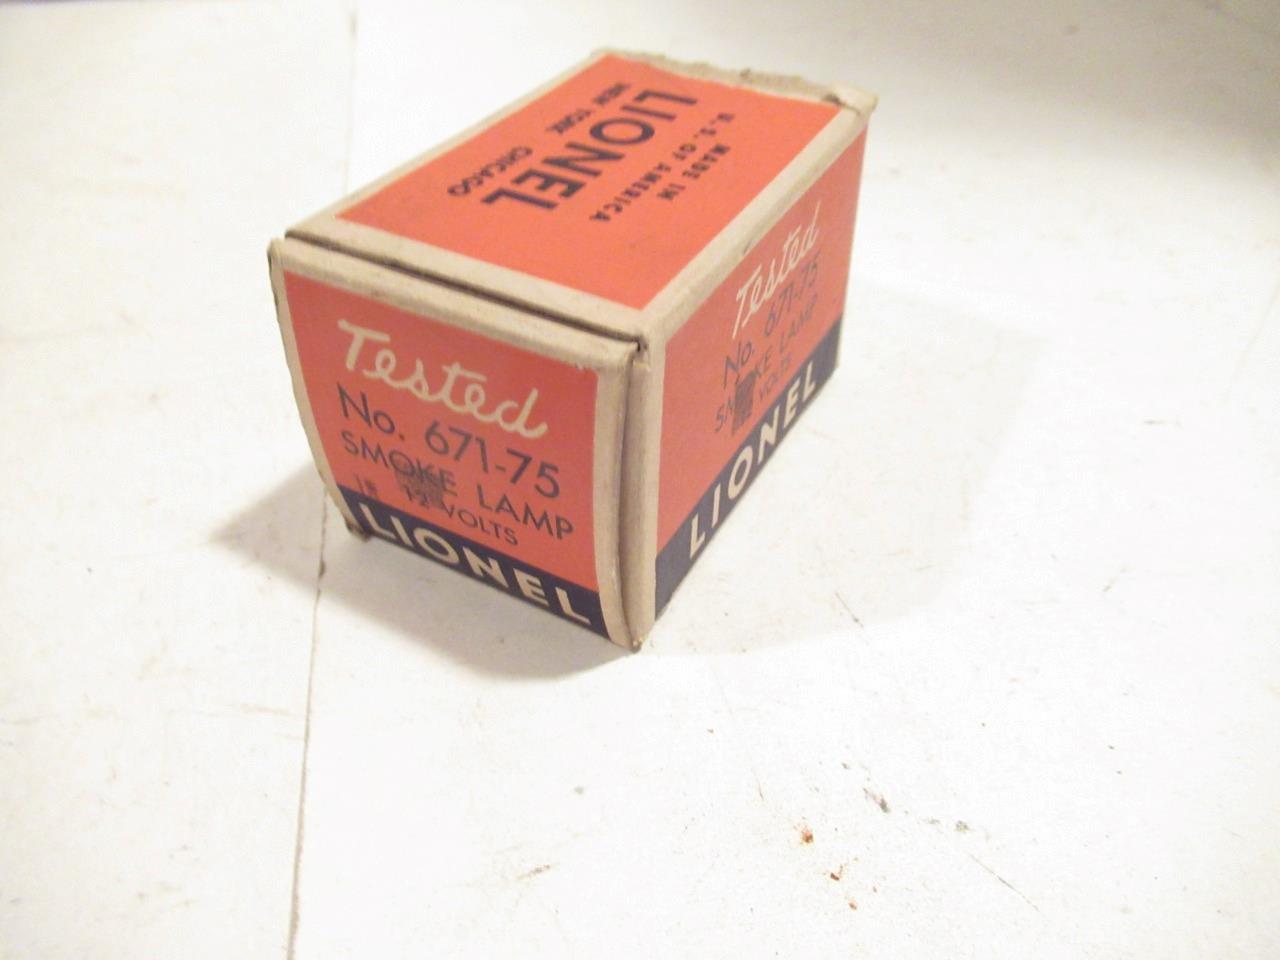 MADE IN
U.S. OF AMERICA
LIONEL
NEW YORK CHICAGO
Tested
No. 671-75
SMOKE LAMP
12 VOLTS
LIONEL
Tested
No. 671-75
SMOKE LAMP
VOLTS
LIONEL